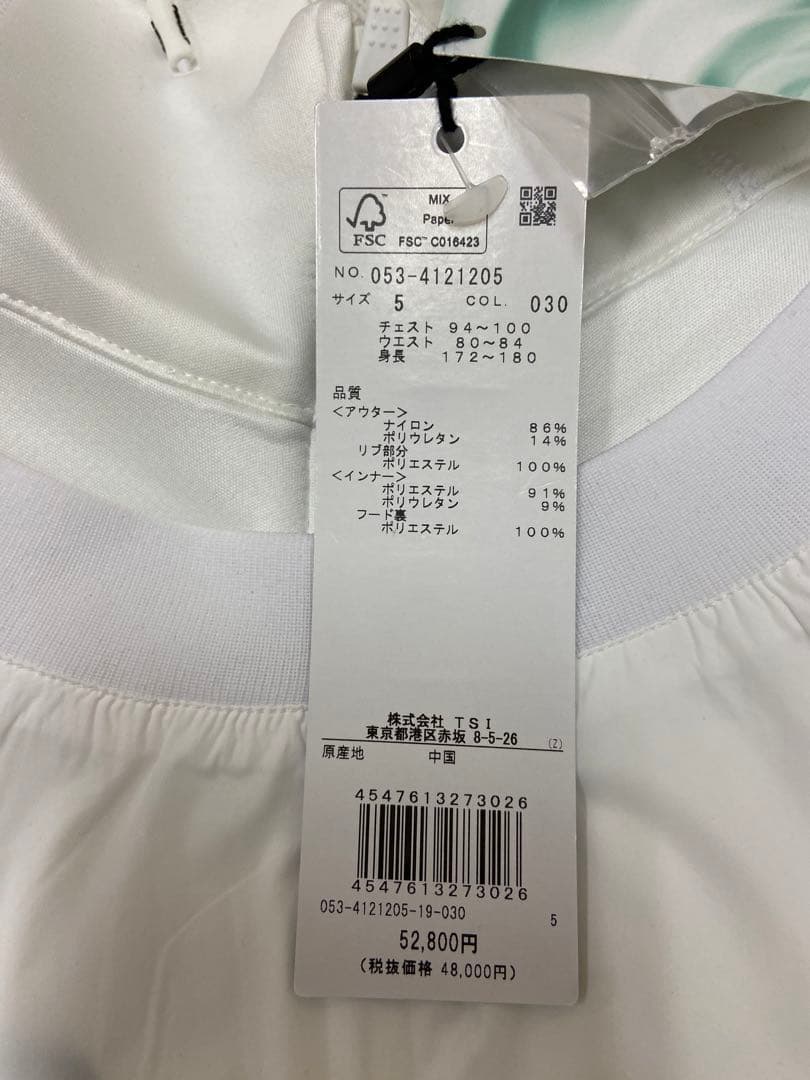 MIX
Paper
FSC
FSC™ C016423
NO. 053-4121205
サイズ 5 COL. 030
チェスト 94～100
ウエスト 80～84
身長 172～180
品質
＜アウター＞
ナイロン 86%
ポリウレタン 14%
リブ部分
ポリエステル 100%
＜インナー＞
ポリエステル 91%
ポリウレタン 9%
フード裏
ポリエステル 100%
株式会社 TSI
東京都港区赤坂 8-5-26 (Z)
原産地 中国
4547613273026
4547613273026
053-4121205-19-030 5
52,800円
(税抜価格 48,000円)